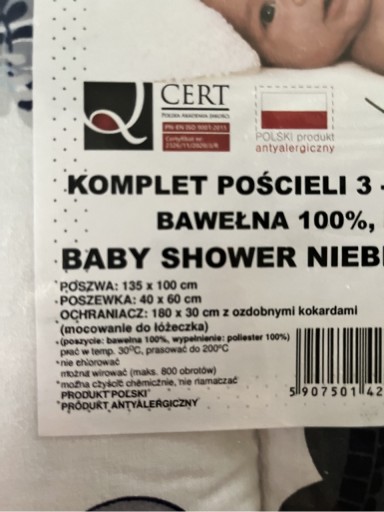 Q CERT
POLSKA AKADEMIA JAKOŚCI
PN-EN ISO 9001:2015
Certyfikat nr
POLSKI produkt
antyalergiczny
KOMPLET POŚCIELI 3 -
BAWEŁNA 100%,
BABY SHOWER NIEB
POSZWA: 135 x 100 cm
POSZEWKA: 40 x 60 cm
OCHRANIACZ: 180 x 30 cm z ozdobnymi kokardami
(mocowanie do łóżeczka)
(poszycie: bawełna 100%, wypełnienie: poliester 100%)
prać w temp. 30°C, prasować do 200°C
*nie chlorować
można wirować (maks. 800 obrotów)
*można czyścić chemicznie, nie namaczać
PRODUKT POLSKI
*PRODUKT ANTYALERGICZNY
5 907501 42